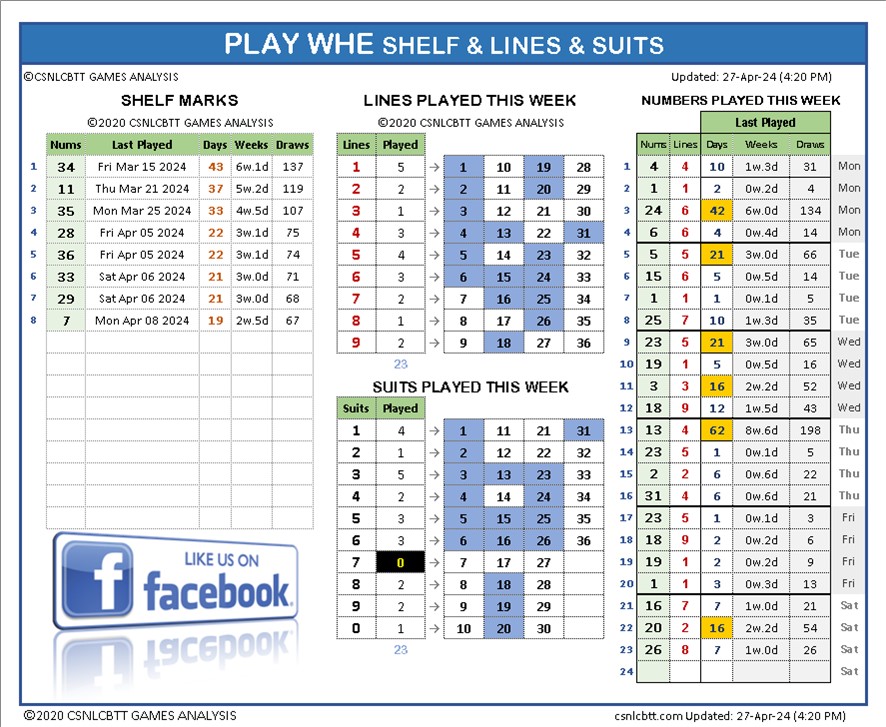 PLAY WHE SHELF & LINES & SUITS
©CSNLCBTT GAMES ANALYSIS
Updated: 27-Apr-24 (4:20 PM)
SHELF MARKS
©2020 CSNLCBTT GAMES ANALYSIS
Nums Last Played Days Weeks Draws
1 34 Fri Mar 15 2024 43 6w.1d 137
2 11 Thu Mar 21 2024 37 5w.2d 119
3 35 Mon Mar 25 2024 33 4w.5d 107
4 28 Fri Apr 05 2024 22 3w.1d 75
5 36 Fri Apr 05 2024 22 3w.1d 74
6 33 Sat Apr 06 2024 21 3w.0d 71
7 29 Sat Apr 06 2024 21 3w.0d 68
8 7 Mon Apr 08 2024 19 2w.5d 67
LIKE US ON
facebook
LINES PLAYED THIS WEEK
©2020 CSNLCBTT GAMES ANALYSIS
Lines Played
1 5 → 1 10 19 28
2 2 → 2 11 20 29
3 1 → 3 12 21 30
4 3 → 4 13 22 31
5 4 → 5 14 23 32
6 3 → 6 15 24 33
7 2 → 7 16 25 34
8 1 → 8 17 26 35
9 2 → 9 18 27 36
23
SUITS PLAYED THIS WEEK
Suits Played
1 4 → 1 11 21 31
2 1 → 2 12 22 32
3 5 → 3 13 23 33
4 2 → 4 14 24 34
5 3 → 5 15 25 35
6 3 → 6 16 26 36
7 0 → 7 17 27
8 2 → 8 18 28
9 2 → 9 19 29
0 1 → 10 20 30
23
NUMBERS PLAYED THIS WEEK
Last Played
Nums Lines Days Weeks Draws
1 4 4 10 1w.3d 31 Mon
2 1 1 2 0w.2d 4 Mon
3 24 6 42 6w.0d 134 Mon
4 6 6 4 0w.4d 14 Mon
5 5 5 21 3w.0d 66 Tue
6 15 6 5 0w.5d 14 Tue
7 1 1 1 0w.1d 5 Tue
8 25 7 10 1w.3d 35 Tue
9 23 5 21 3w.0d 65 Wed
10 19 1 5 0w.5d 16 Wed
11 3 3 16 2w.2d 52 Wed
12 18 9 12 1w.5d 43 Wed
13 13 4 62 8w.6d 198 Thu
14 23 5 1 0w.1d 5 Thu
15 2 2 6 0w.6d 22 Thu
16 31 4 6 0w.6d 21 Thu
17 23 5 1 0w.1d 3 Fri
18 18 9 2 0w.2d 6 Fri
19 19 1 2 0w.2d 9 Fri
20 1 1 3 0w.3d 13 Fri
21 16 7 7 1w.0d 21 Sat
22 20 2 16 2w.2d 54 Sat
23 26 8 7 1w.0d 26 Sat
24 Sat
©2020 CSNLCBTT GAMES ANALYSIS
csnlcbtt.com Updated: 27-Apr-24 (4:20 PM)